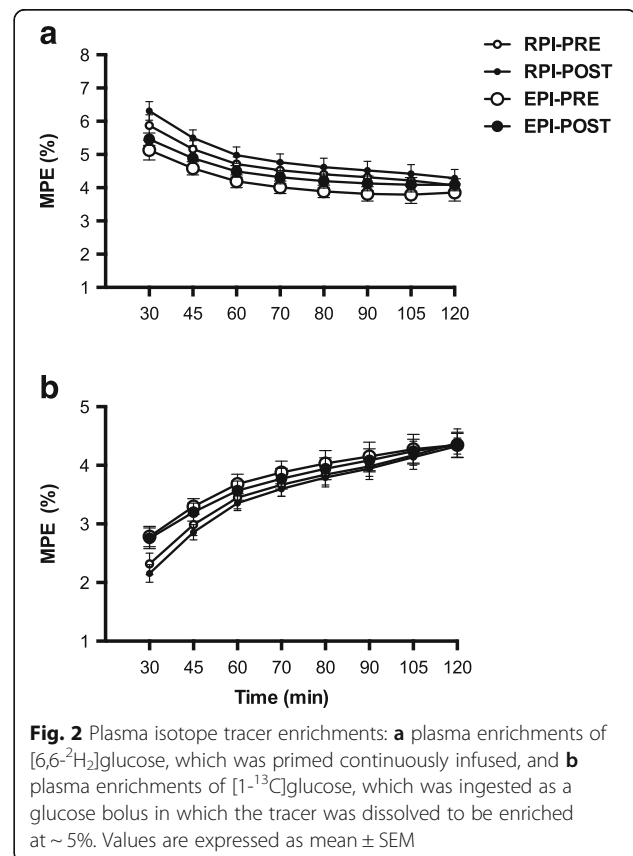 a
RPI-PRE
RPI-POST
EPI-PRE
EPI-POST
8
7
6
5
4
3
2
1
MPE (%)
30 45 60 70 80 90 105 120
b
5
4
3
2
1
MPE (%)
30 45 60 70 80 90 105 120
Time (min)
Fig. 2 Plasma isotope tracer enrichments: a plasma enrichments of
[6,6-²H₂]glucose, which was primed continuously infused, and b
plasma enrichments of [1-¹³C]glucose, which was ingested as a
glucose bolus in which the tracer was dissolved to be enriched
at ~ 5%. Values are expressed as mean ± SEM